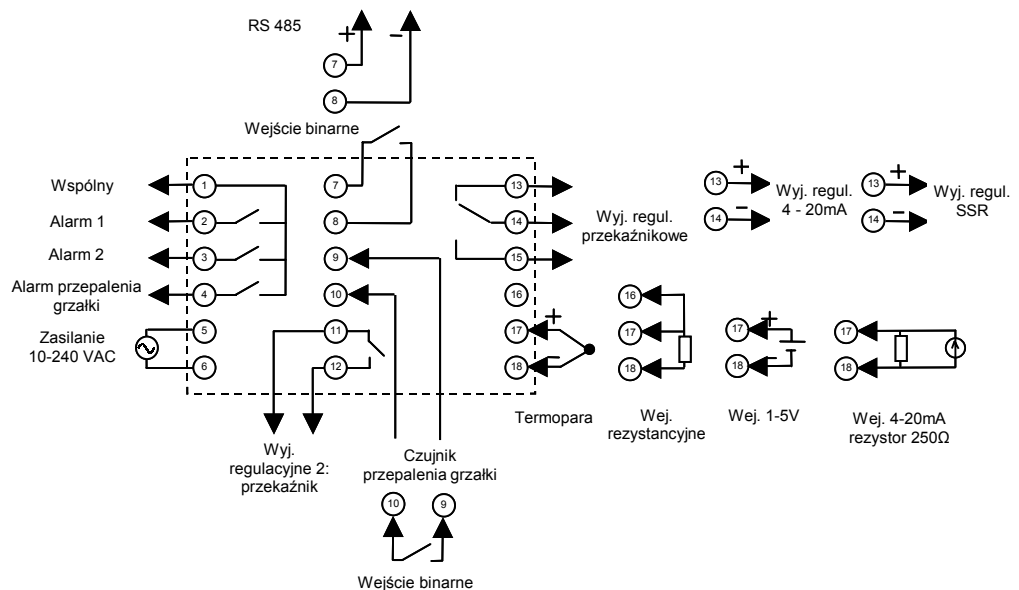 RS 485
+
-
7
8
Wejście binarne
Wspólny
1
7
13
Alarm 1
2
8
14
Alarm 2
3
9
15
Alarm przepalenia
grzałki
4
10
16
Zasilanie
10-240 VAC
5
11
17
+
6
12
18
-
Wyj. regul.
przekaźnikowe
13
+
14
-
Wyj. regul.
4 - 20mA
13
+
14
-
Wyj. regul.
SSR
16
17
18
17
+
18
-
17
18
Termopara
Wej.
rezystancyjne
Wej. 1-5V
Wej. 4-20mA
rezystor 250Ω
Wyj.
regulacyjne 2:
przekaźnik
Czujnik
przepalenia grzałki
10
9
Wejście binarne